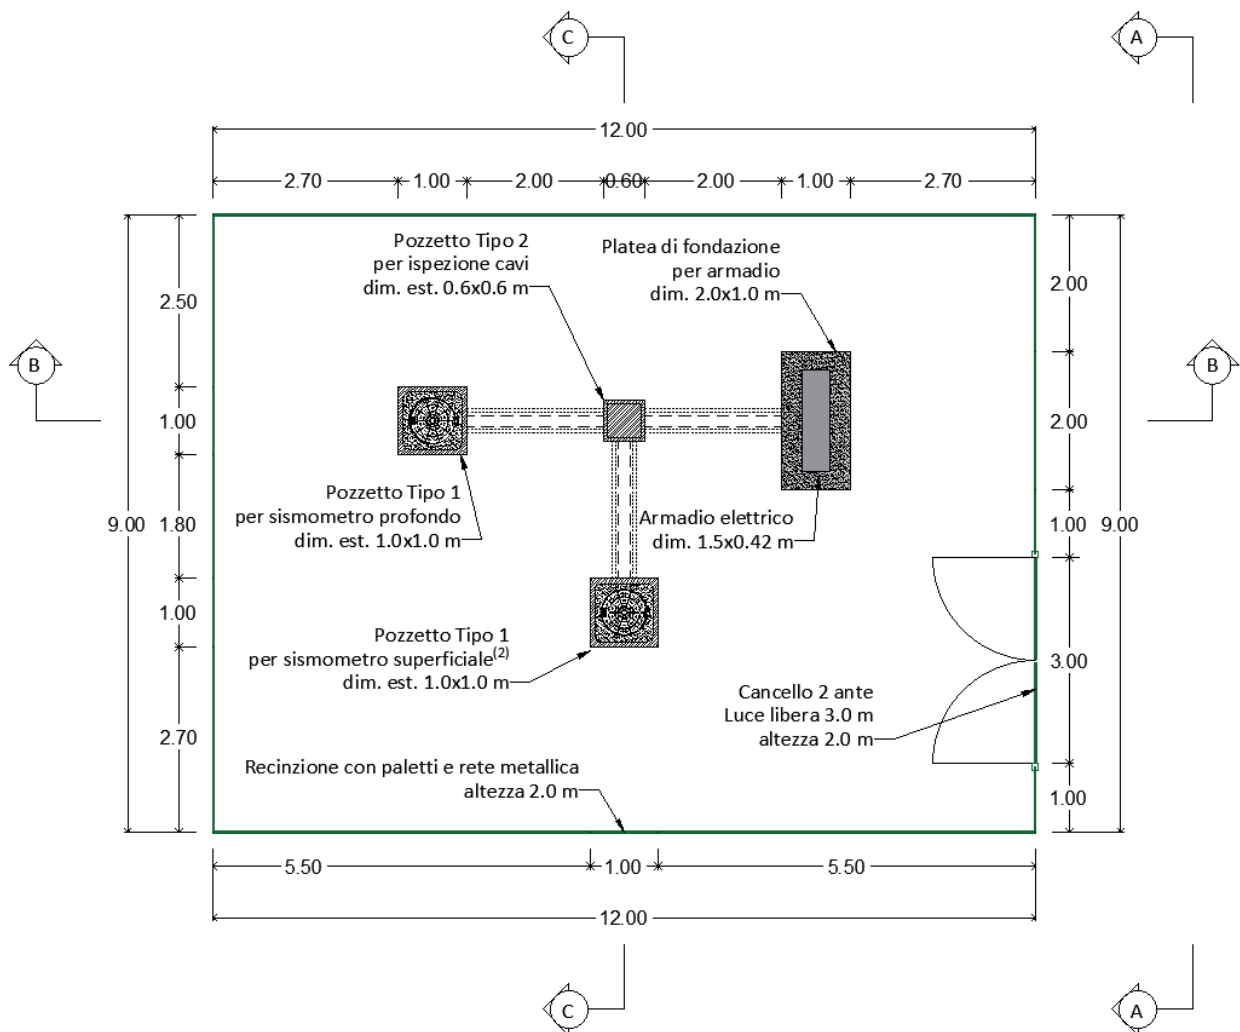 C
A
12.00
2.70
1.00
2.00
0.60
2.00
1.00
2.70
Pozzetto Tipo 2
per ispezione cavi
dim. est. 0.6x0.6 m
Platea di fondazione
per armadio
dim. 2.0x1.0 m
2.50
2.00
B
B
1.00
2.00
Pozzetto Tipo 1
per sismometro profondo
dim. est. 1.0x1.0 m
Armadio elettrico
dim. 1.5x0.42 m
9.00
1.80
1.00
9.00
1.00
Pozzetto Tipo 1
per sismometro superficiale(2)
dim. est. 1.0x1.0 m
3.00
Cancello 2 ante
Luce libera 3.0 m
altezza 2.0 m
2.70
Recinzione con paletti e rete metallica
altezza 2.0 m
1.00
5.50
1.00
5.50
12.00
C
A